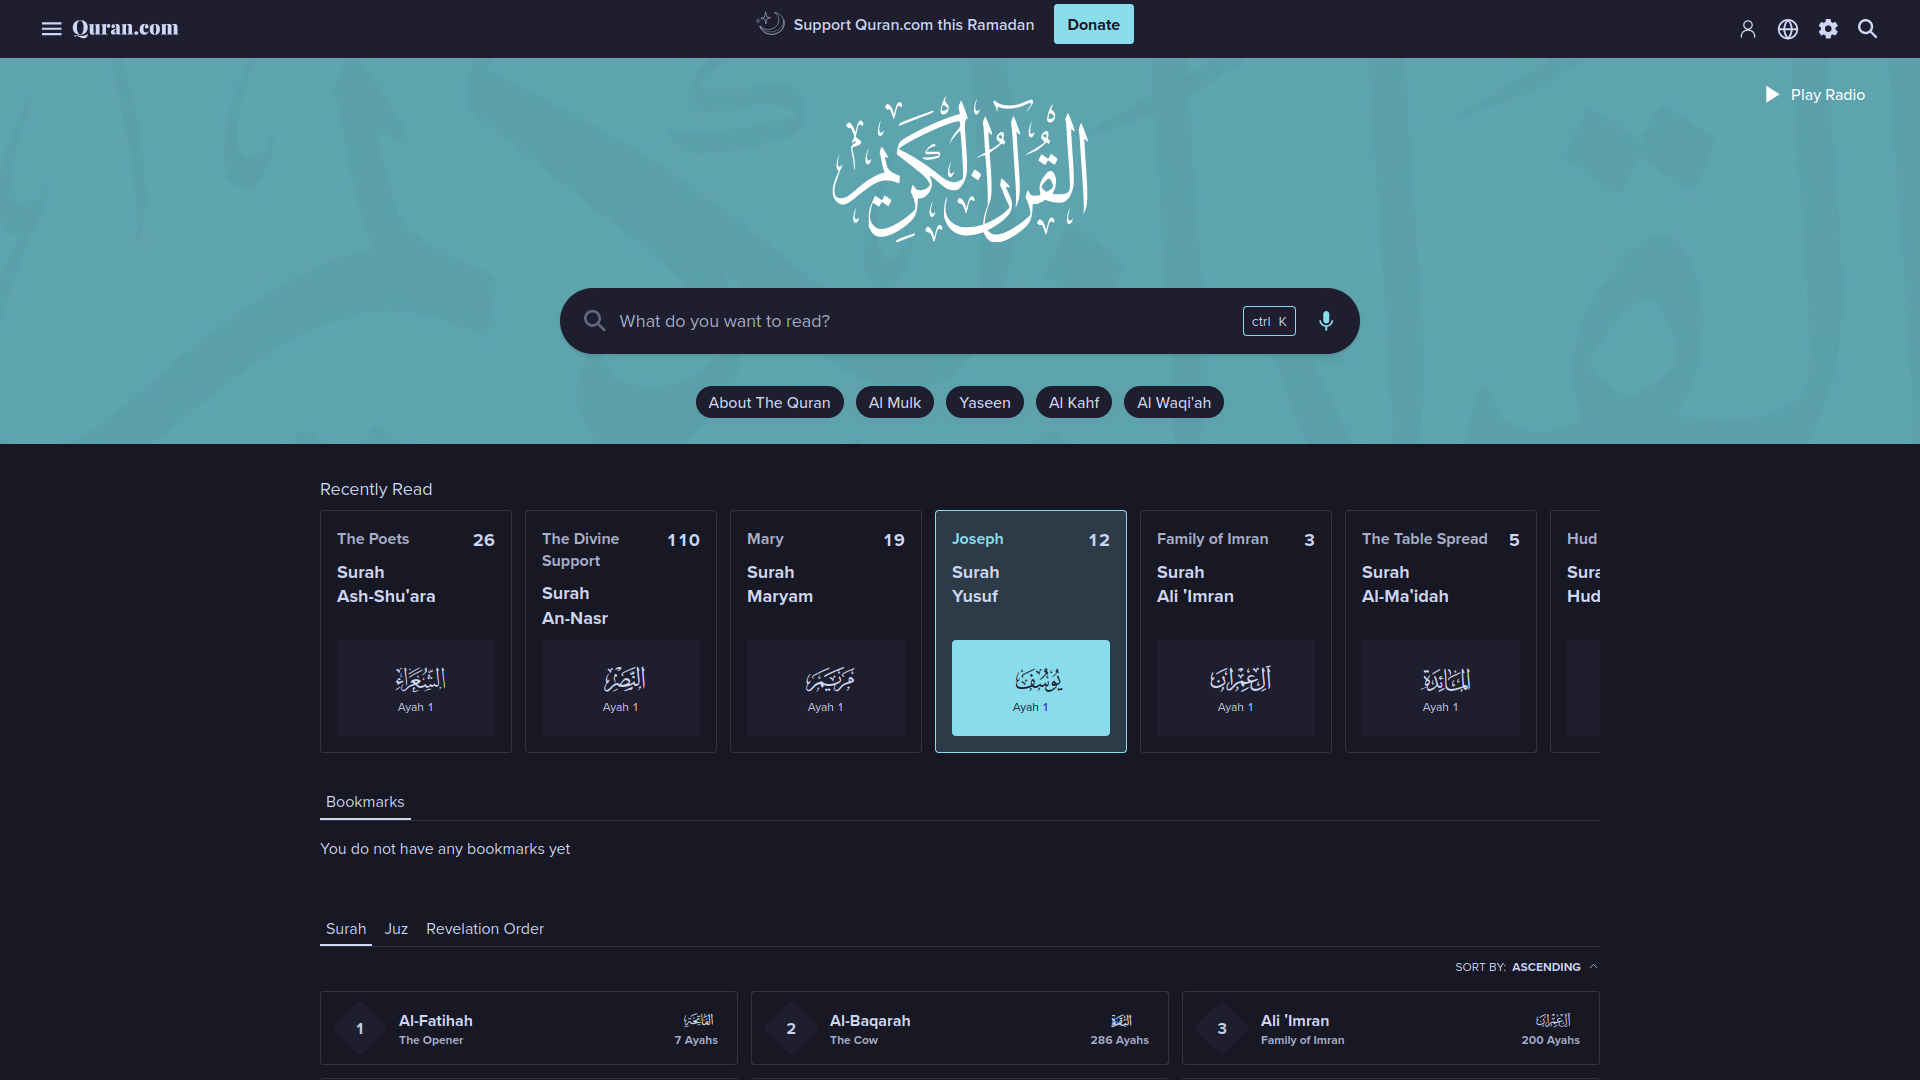 Quran.com
Support Quran.com this Ramadan
Donate
Play Radio
القرآن الكريم
What do you want to read?
ctrl K
About The Quran
Al Mulk
Yaseen
Al Kahf
Al Waqi'ah
Recently Read
The Poets 26
Surah
Ash-Shu'ara
الشعراء
Ayah 1
The Divine 110
Support
Surah
An-Nasr
النصر
Ayah 1
Mary 19
Surah
Maryam
مريم
Ayah 1
Joseph 12
Surah
Yusuf
يوسف
Ayah 1
Family of Imran 3
Surah
Ali 'Imran
آل عمران
Ayah 1
The Table Spread 5
Surah
Al-Ma'idah
المائدة
Ayah 1
Hud
Sura
Hud
Bookmarks
You do not have any bookmarks yet
Surah Juz Revelation Order
SORT BY: ASCENDING
1 Al-Fatihah الفاتحة
The Opener 7 Ayahs
2 Al-Baqarah البقرة
The Cow 286 Ayahs
3 Ali 'Imran آل عمران
Family of Imran 200 Ayahs